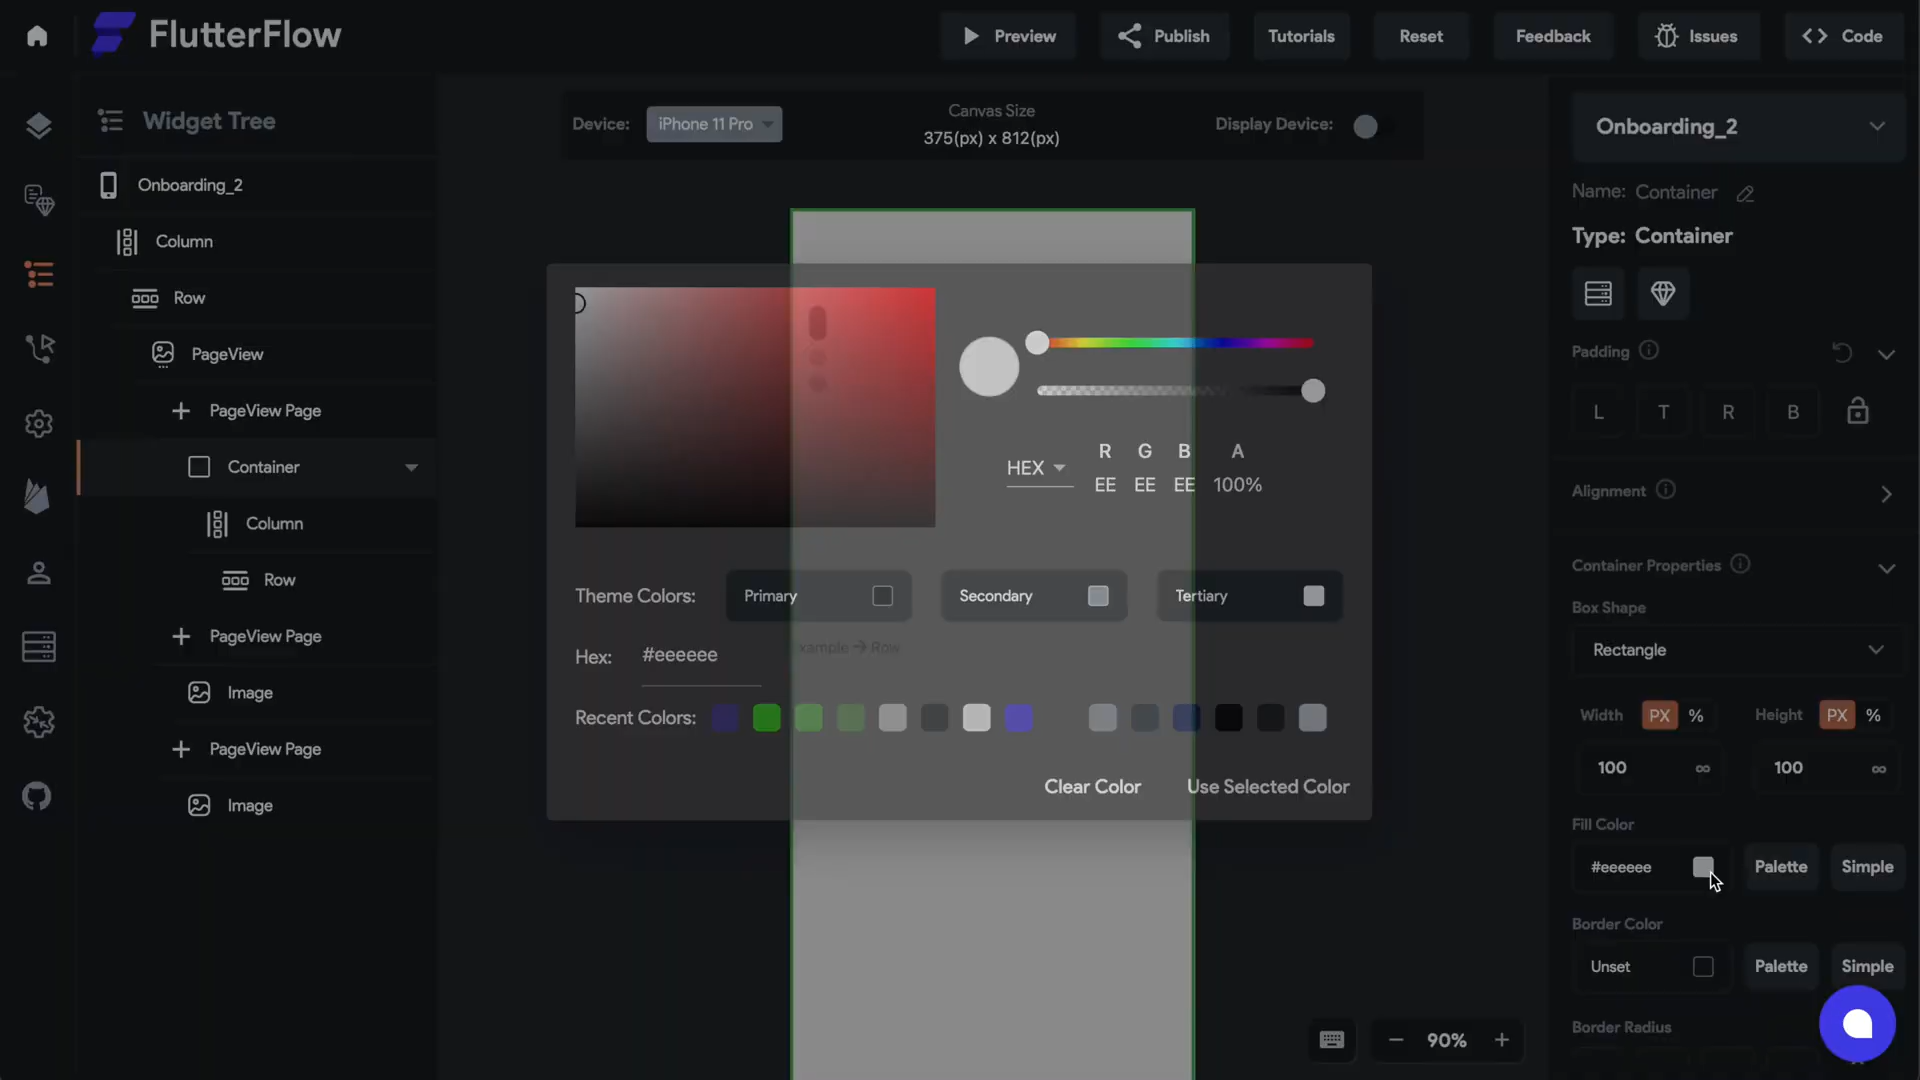 FlutterFlow
Preview
Publish
Tutorials
Reset
Feedback
Issues
Code
Widget Tree
Onboarding_2
Column
Row
PageView
PageView Page
Container
Column
Row
PageView Page
Image
PageView Page
Image
Device:
iPhone 11 Pro
Canvas Size
375(px) x 812(px)
Display Device:
HEX
R G B A
EE EE EE 100%
Theme Colors:
Primary
Secondary
Tertiary
xample → Row
Hex:
#eeeeee
Recent Colors:
Clear Color
Use Selected Color
90%
Onboarding_2
Name: Container
Type: Container
Padding
L T R B
Alignment
Container Properties
Box Shape
Rectangle
Width PX %
Height PX %
100 ∞
100 ∞
Fill Color
#eeeeee
Palette
Simple
Border Color
Unset
Palette
Simple
Border Radius